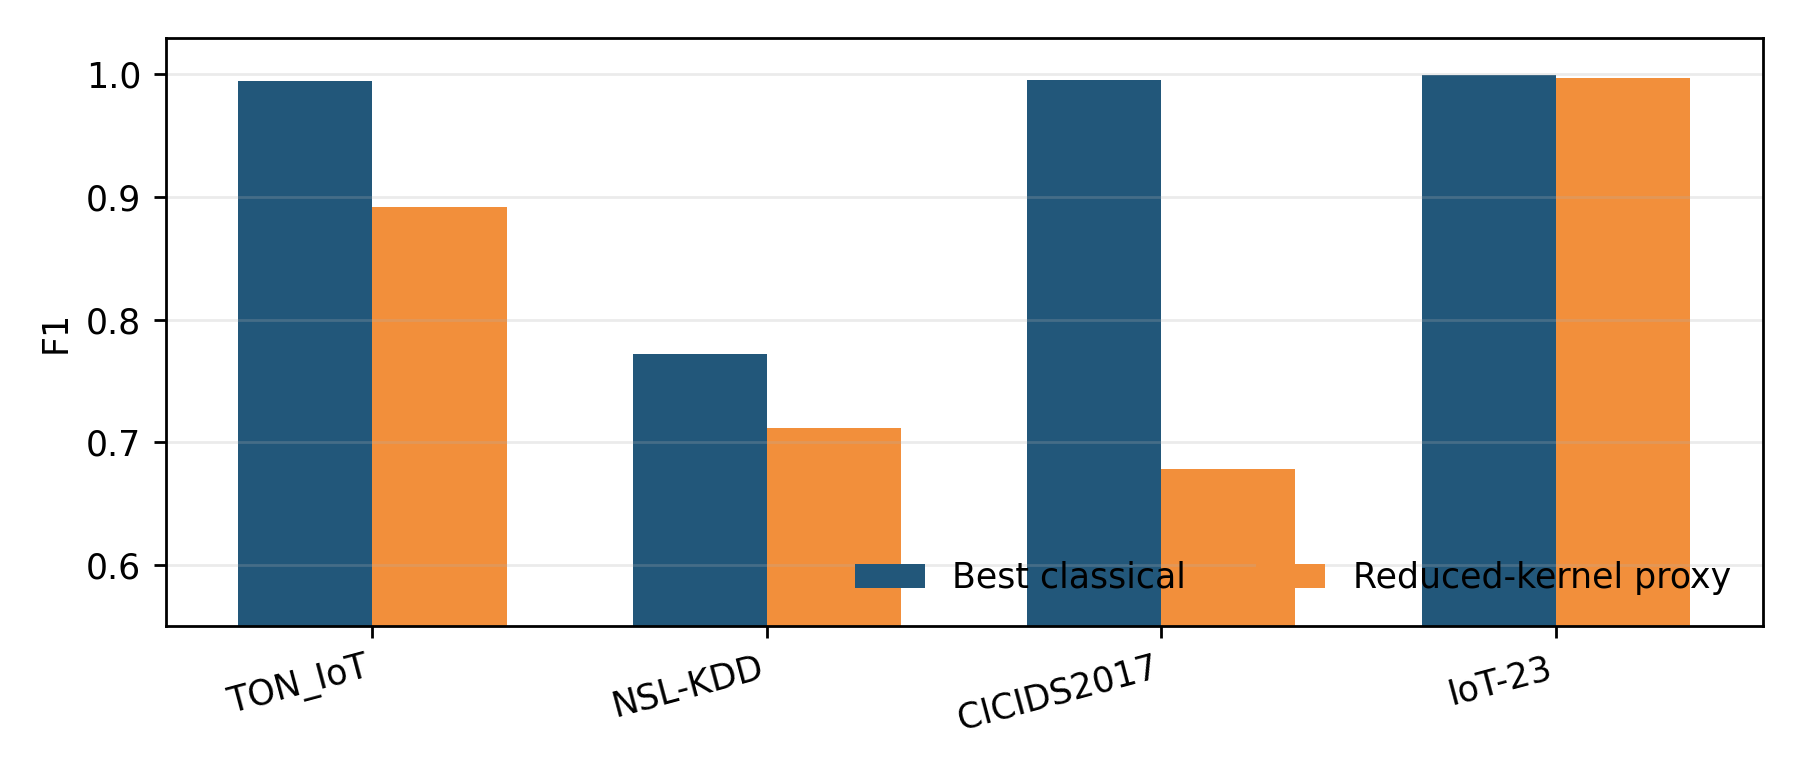 1.0
0.9
0.8
0.7
0.6
F1
Best classical
Reduced-kernel proxy
TON_IoT
NSL-KDD
CICIDS2017
IoT-23